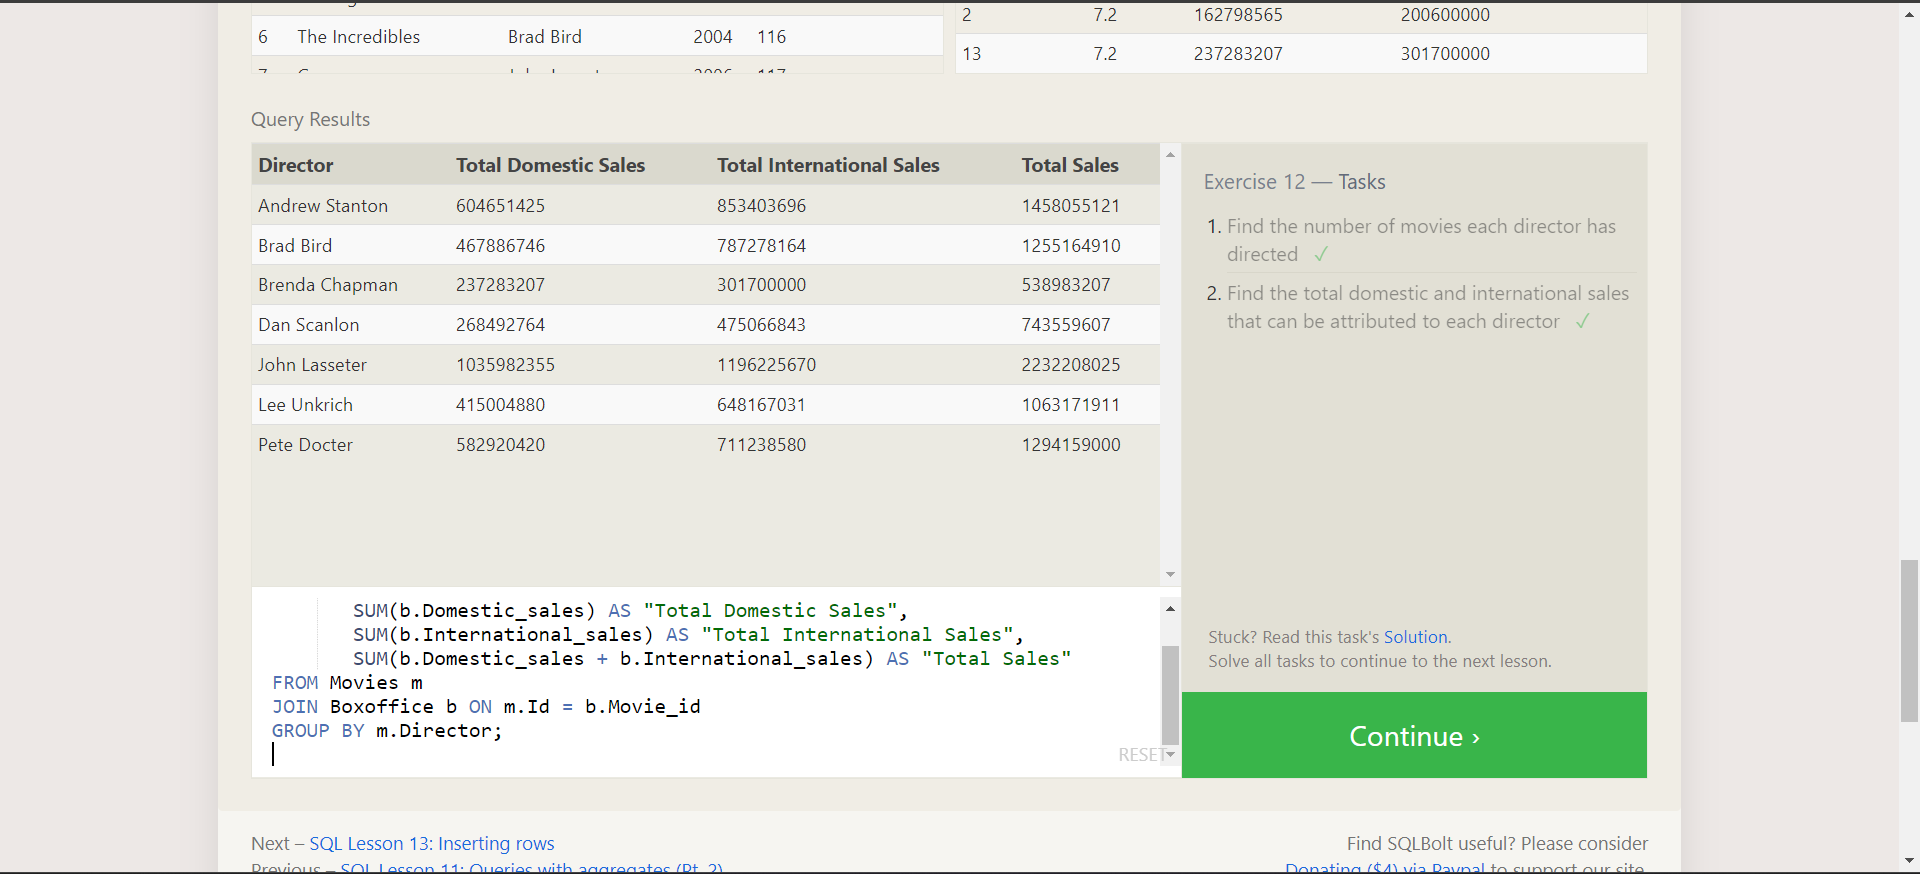 2 7.2 162798565 200600000
6 The Incredibles Brad Bird 2004 116
13 7.2 237283207 301700000
Query Results
Director Total Domestic Sales Total International Sales Total Sales
Andrew Stanton 604651425 853403696 1458055121
Brad Bird 467886746 787278164 1255164910
Brenda Chapman 237283207 301700000 538983207
Dan Scanlon 268492764 475066843 743559607
John Lasseter 1035982355 1196225670 2232208025
Lee Unkrich 415004880 648167031 1063171911
Pete Docter 582920420 711238580 1294159000
Exercise 12 — Tasks
1. Find the number of movies each director has
directed ✓
2. Find the total domestic and international sales
that can be attributed to each director ✓
SUM(b.Domestic_sales) AS "Total Domestic Sales",
SUM(b.International_sales) AS "Total International Sales",
SUM(b.Domestic_sales + b.International_sales) AS "Total Sales"
FROM Movies m
JOIN Boxoffice b ON m.Id = b.Movie_id
GROUP BY m.Director;
RESET
Stuck? Read this task's Solution.
Solve all tasks to continue to the next lesson.
Continue ›
Next – SQL Lesson 13: Inserting rows
Previous – SQL Lesson 11: Queries with aggregates (Pt. 2)
Find SQLBolt useful? Please consider
Donating ($4) via Paypal to support our site.